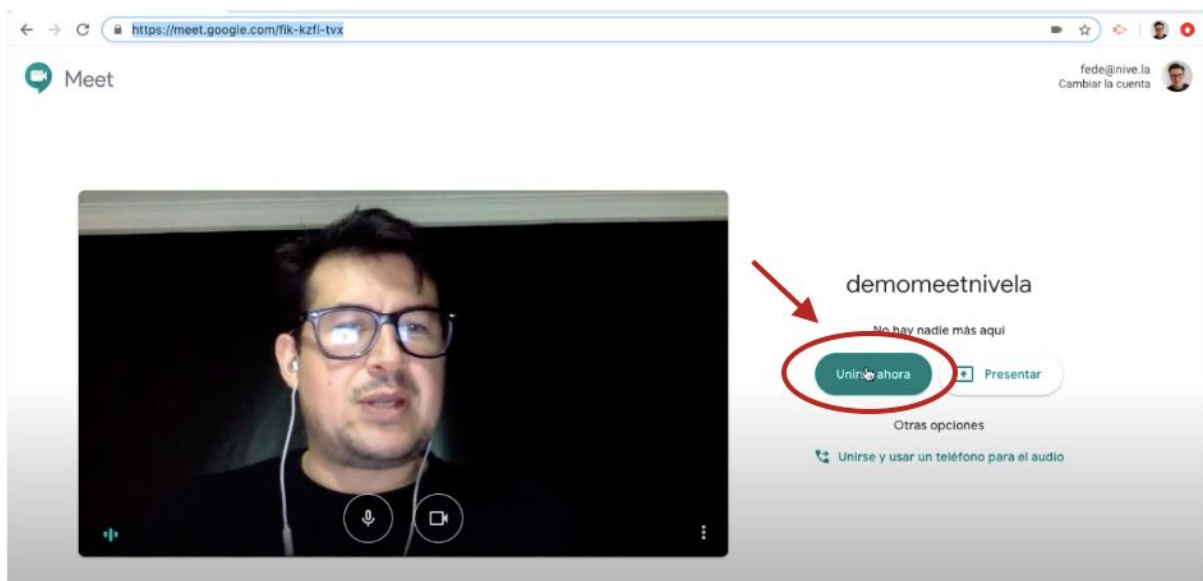 https://meet.google.com/fik-kzfi-tvx
Meet
fede@nive.la
Cambiar la cuenta
demomeetnivela
No hay nadie más aquí
Unirse ahora
Presentar
Otras opciones
Unirse y usar un teléfono para el audio